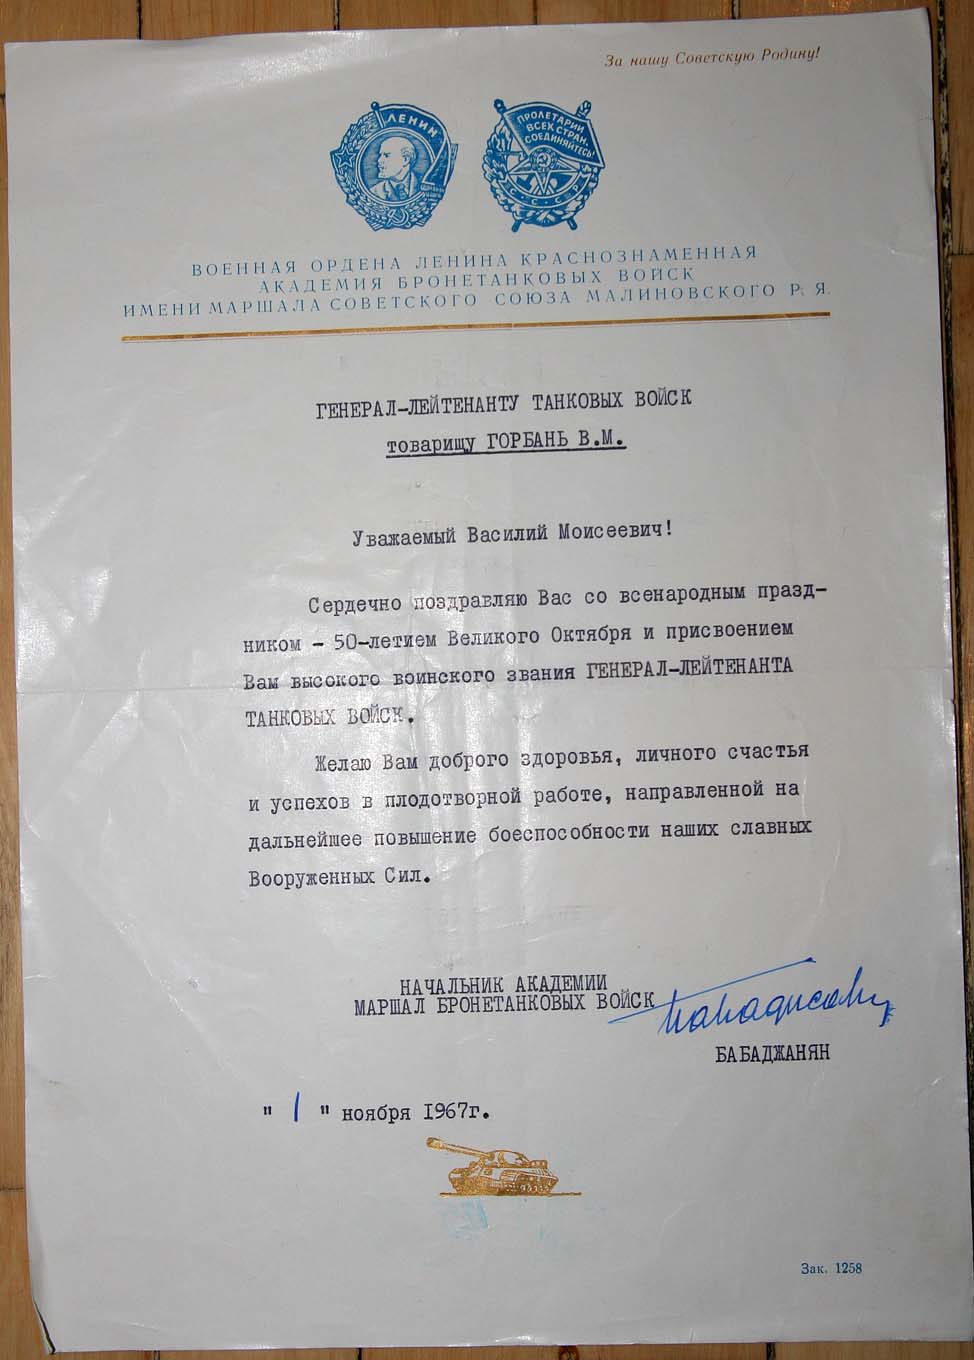 За нашу Советскую Родину!
ЛЕНИН
ПРОЛЕТАРИИ
ВСЕХ СТРАН,
СОЕДИНЯЙТЕСЬ!
С С С Р
ВОЕННАЯ ОРДЕНА ЛЕНИНА КРАСНОЗНАМЕННАЯ
АКАДЕМИЯ БРОНЕТАНКОВЫХ ВОЙСК
ИМЕНИ МАРШАЛА СОВЕТСКОГО СОЮЗА МАЛИНОВСКОГО Р. Я.
ГЕНЕРАЛ-ЛЕЙТЕНАНТУ ТАНКОВЫХ ВОЙСК
товарищу ГОРБАНЬ В.М.
Уважаемый Василий Моисеевич!
Сердечно поздравляю Вас со всенародным празд-
ником - 50-летием Великого Октября и присвоением
Вам высокого воинского звания ГЕНЕРАЛ-ЛЕЙТЕНАНТА
ТАНКОВЫХ ВОЙСК.
Желаю Вам доброго здоровья, личного счастья
и успехов в плодотворной работе, направленной на
дальнейшее повышение боеспособности наших славных
Вооруженных Сил.
НАЧАЛЬНИК АКАДЕМИИ
МАРШАЛ БРОНЕТАНКОВЫХ ВОЙСК
БАБАДЖАНЯН
" 1 " ноября 1967г.
Зак. 1258